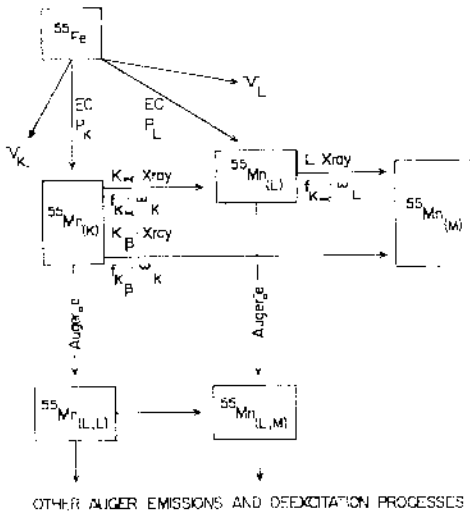 55Fe
νL
EC
PK
EC
PL
νK
Kα Xray
fKα · ωK
55Mn(L)
L Xray
ωL
55Mn(M)
55Mn(K)
Kβ Xray
fKβ · ωK
Auger e
Auger e
55Mn(L,L)
55Mn(L,M)
OTHER AUGER EMISSIONS AND DEEXCITATION PROCESSES